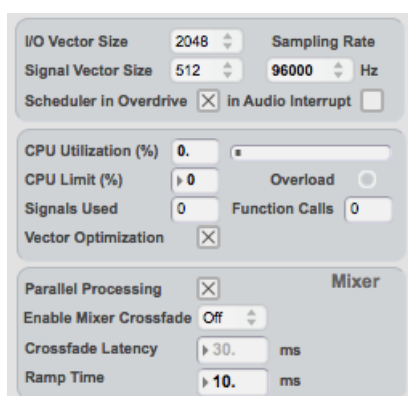 I/O Vector Size 2048 Sampling Rate
Signal Vector Size 512 96000 Hz
Scheduler in Overdrive in Audio Interrupt
CPU Utilization (%) 0.
CPU Limit (%) 0 Overload
Signals Used 0 Function Calls 0
Vector Optimization
Mixer
Parallel Processing
Enable Mixer Crossfade Off
Crossfade Latency 30. ms
Ramp Time 10. ms